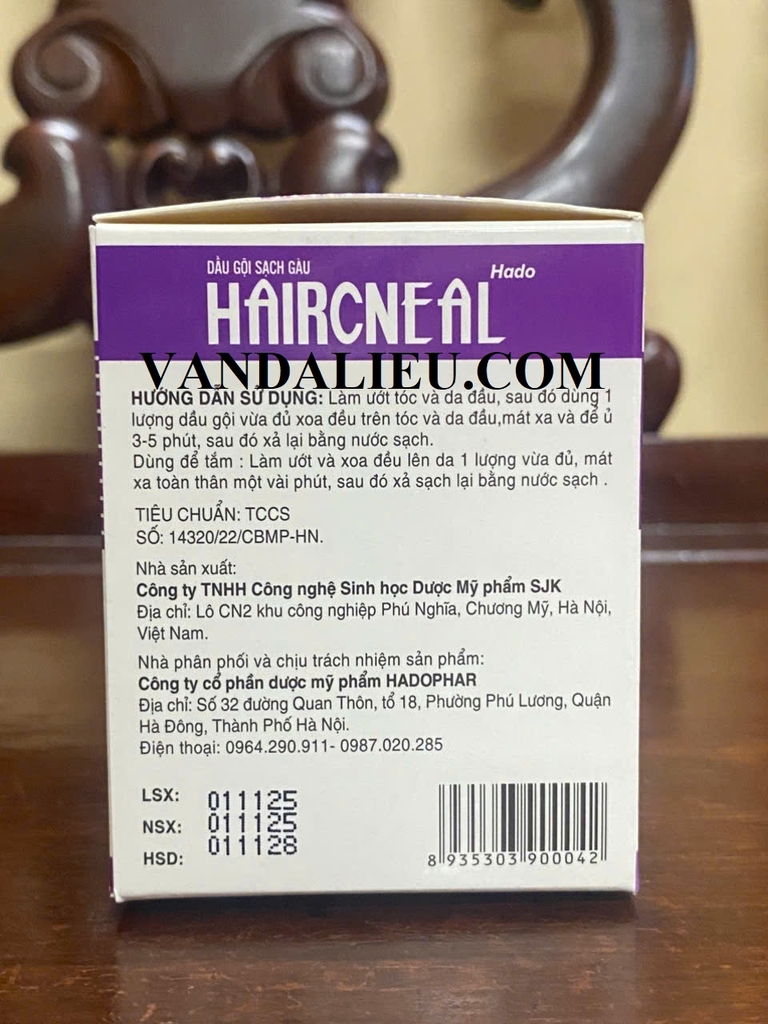 DẦU GỘI SẠCH GÀU
Hado
HAIRCNEAL
VANDALIEU.COM
HƯỚNG DẪN SỬ DỤNG: Làm ướt tóc và da đầu, sau đó dùng 1
lượng dầu gội vừa đủ xoa đều trên tóc và da đầu,mát xa và để ủ
3-5 phút, sau đó xả lại bằng nước sạch.
Dùng để tắm : Làm ướt và xoa đều lên da 1 lượng vừa đủ, mát
xa toàn thân một vài phút, sau đó xả sạch lại bằng nước sạch .
TIÊU CHUẨN: TCCS
SỐ: 14320/22/CBMP-HN.
Nhà sản xuất:
Công ty TNHH Công nghệ Sinh học Dược Mỹ phẩm SJK
Địa chỉ: Lô CN2 khu công nghiệp Phú Nghĩa, Chương Mỹ, Hà Nội,
Việt Nam.
Nhà phân phối và chịu trách nhiệm sản phẩm:
Công ty cổ phần dược mỹ phẩm HADOPHAR
Địa chỉ: Số 32 đường Quan Thôn, tổ 18, Phường Phú Lương, Quận
Hà Đông, Thành Phố Hà Nội.
Điện thoại: 0964.290.911- 0987.020.285
LSX: 011125
NSX: 011125
HSD: 011128
8 935303 900042